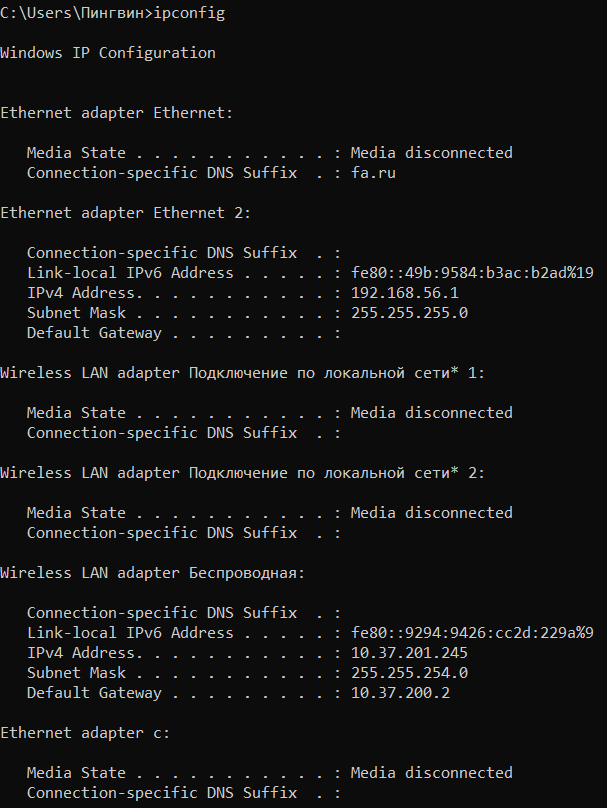 C:\Users\Пингвин>ipconfig
Windows IP Configuration
Ethernet adapter Ethernet:
Media State . . . . . . . . . . . : Media disconnected
Connection-specific DNS Suffix  . : fa.ru
Ethernet adapter Ethernet 2:
Connection-specific DNS Suffix  . :
Link-local IPv6 Address . . . . . : fe80::49b:9584:b3ac:b2ad%19
IPv4 Address. . . . . . . . . . . : 192.168.56.1
Subnet Mask . . . . . . . . . . . : 255.255.255.0
Default Gateway . . . . . . . . . :
Wireless LAN adapter Подключение по локальной сети* 1:
Media State . . . . . . . . . . . : Media disconnected
Connection-specific DNS Suffix  . :
Wireless LAN adapter Подключение по локальной сети* 2:
Media State . . . . . . . . . . . : Media disconnected
Connection-specific DNS Suffix  . :
Wireless LAN adapter Беспроводная:
Connection-specific DNS Suffix  . :
Link-local IPv6 Address . . . . . : fe80::9294:9426:cc2d:229a%9
IPv4 Address. . . . . . . . . . . : 10.37.201.245
Subnet Mask . . . . . . . . . . . : 255.255.254.0
Default Gateway . . . . . . . . . : 10.37.200.2
Ethernet adapter с:
Media State . . . . . . . . . . . : Media disconnected
Connection-specific DNS Suffix  . :